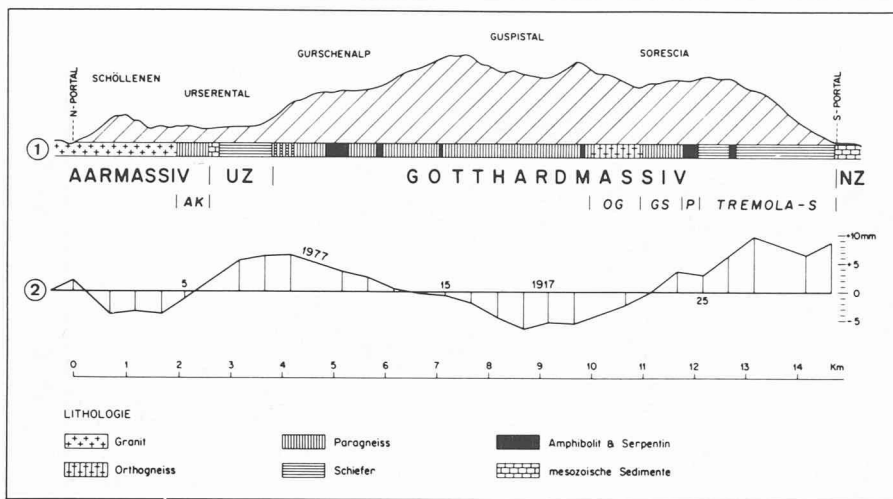 GUSPISTAL
GURSCHENALP
SORESCIA
SCHÖLLENEN
URSERENTAL
N-PORTAL
S-PORTAL
1
AARMASSIV UZ GOTTHARDMASSIV NZ
AK OG GS P TREMOLA-S
+10mm
+5
0
-5
2
1977
1917
5
15
25
0 1 2 3 4 5 6 7 8 9 10 11 12 13 14 Km
LITHOLOGIE
Granit Paragneiss Amphibolit & Serpentin
Orthogneiss Schiefer mesozoische Sedimente